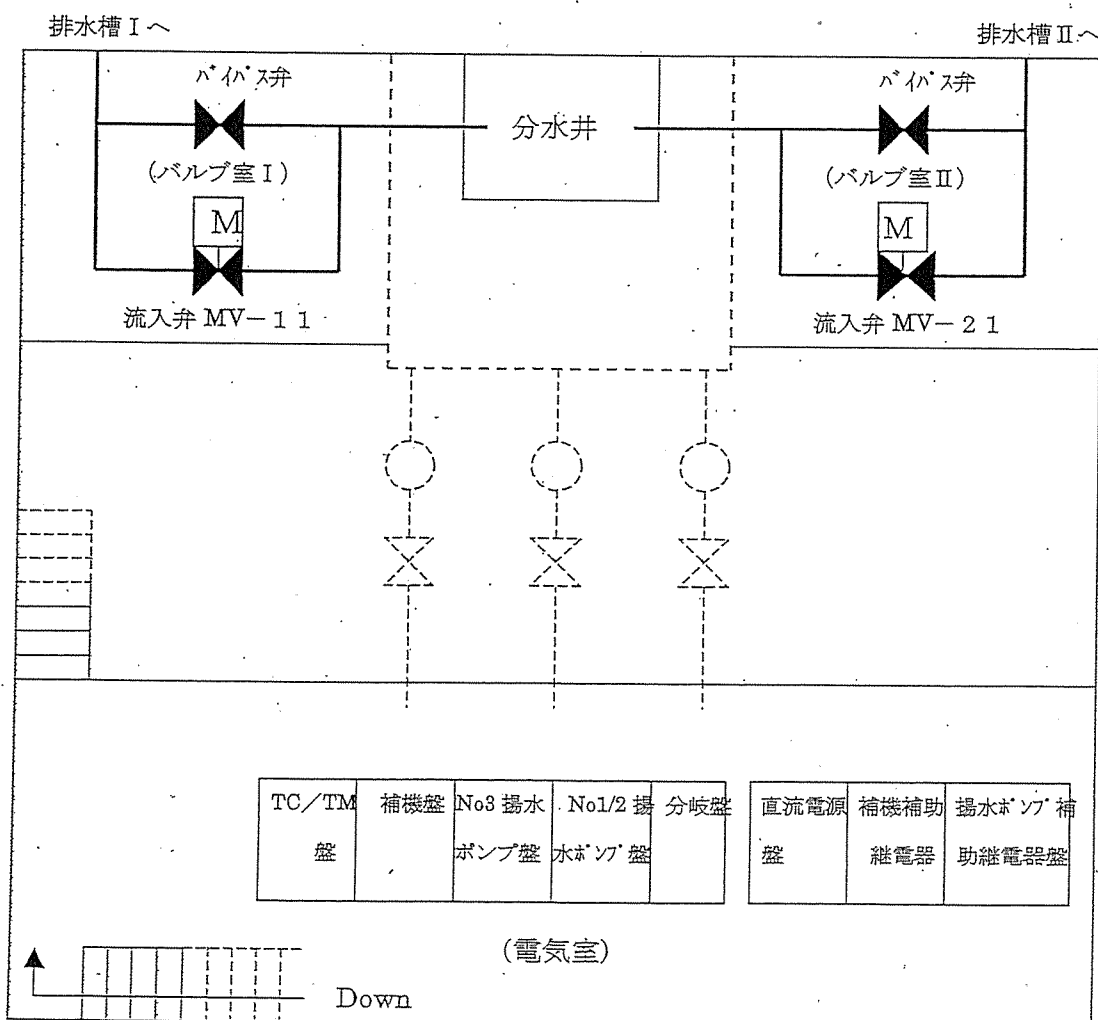 排水槽Ⅰへ
排水槽Ⅱへ
バイパス弁
バイパス弁
分水井
(バルブ室Ⅰ)
(バルブ室Ⅱ)
M
M
流入弁 MV-11
流入弁 MV-21
TC/TM
盤
補機盤
No3 揚水
ポンプ盤
No1/2 揚
水ポンプ盤
分岐盤
直流電源
盤
補機補助
継電器
揚水ポンプ補
助継電器盤
(電気室)
Down